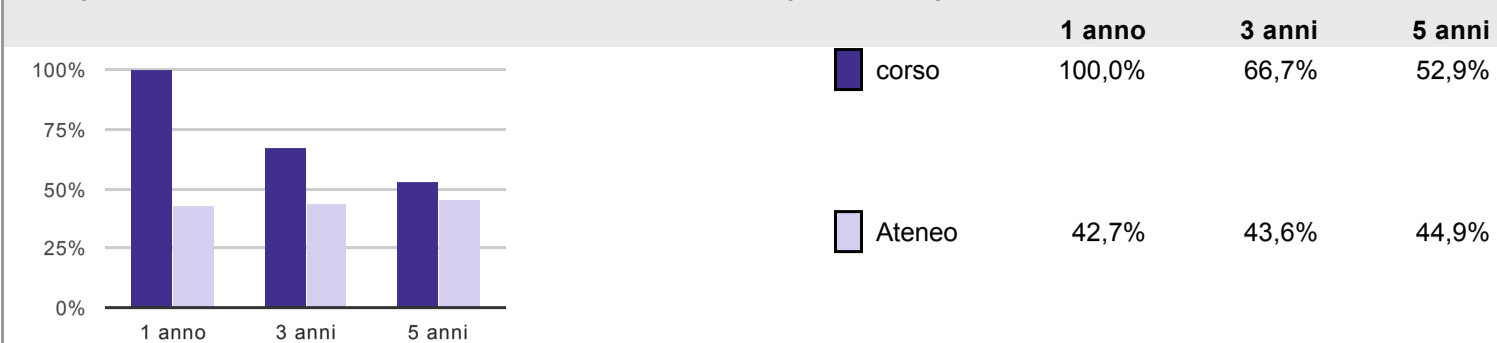 1 anno 3 anni 5 anni
100% corso 100,0% 66,7% 52,9%
75%
50%
Ateneo 42,7% 43,6% 44,9%
25%
0%
1 anno 3 anni 5 anni